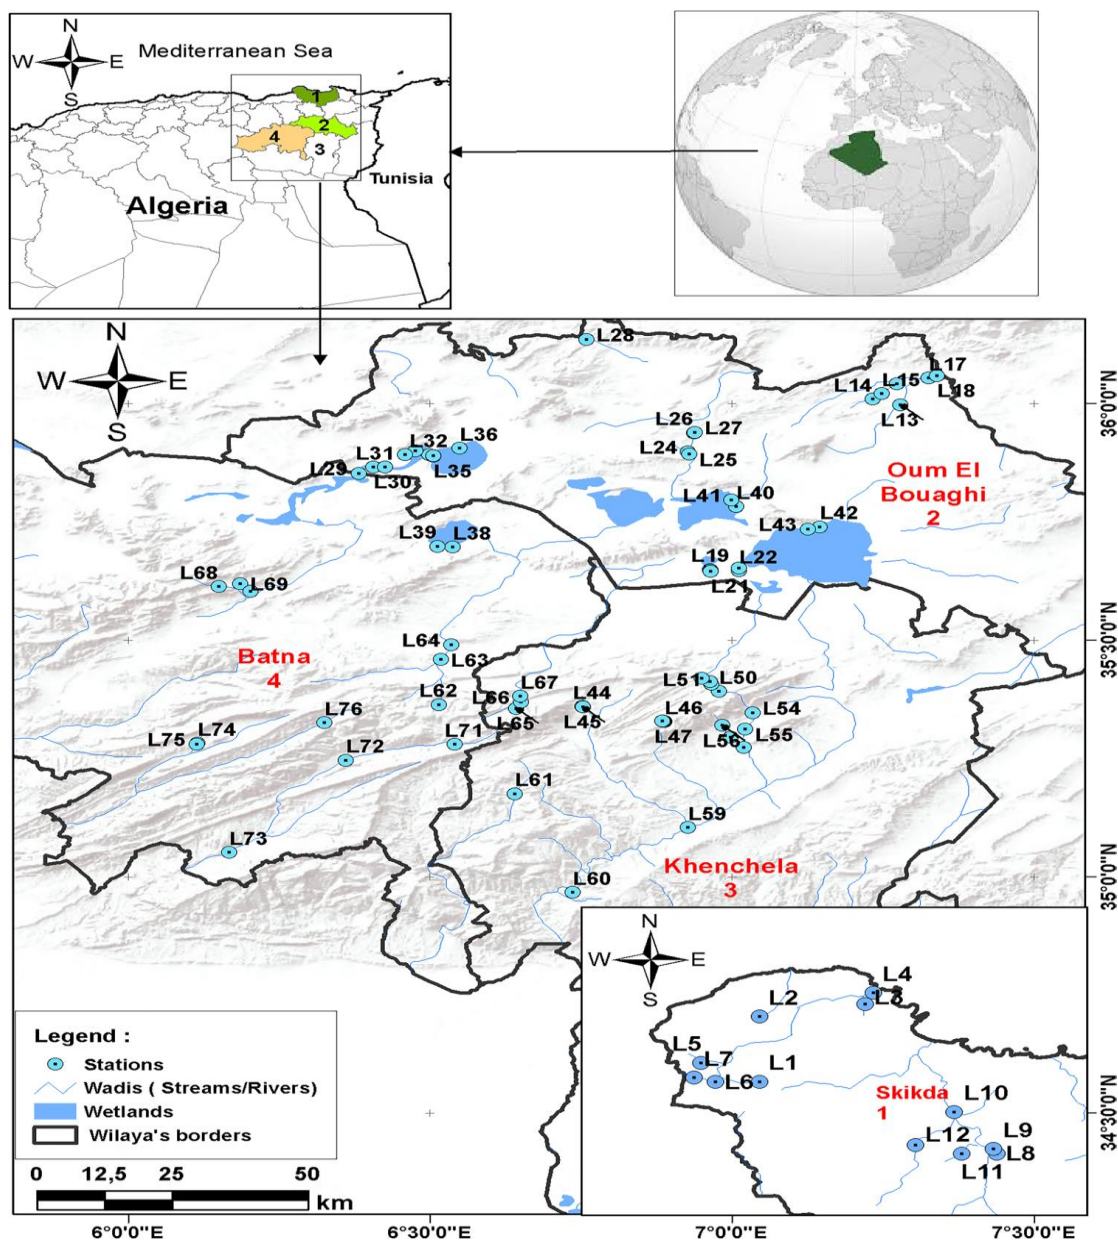 N
W
E
S
Mediterranean Sea
1
2
4
3
Tunisia
Algeria
N
W
E
S
L28
L17
L15
L14
L18
L13
L26
L27
L24
L25
L36
L32
L31
L35
L29
L30
Oum El
Bouaghi
2
L41
L40
L42
L43
L39
L38
L19
L22
L21
L68
L69
L64
L63
Batna
4
L62
L67
L66
L65
L44
L45
L51
L50
L46
L47
L54
L56
L55
L76
L74
L75
L72
L71
L61
L59
L73
L60
Khenchela
3
36°0'0"N
35°30'0"N
35°0'0"N
34°30'0"N
N
W
E
S
L4
L3
L2
L5
L7
L6
L1
Skikda
1
L10
L12
L9
L8
L11
Legend :
Stations
Wadis ( Streams/Rivers)
Wetlands
Wilaya's borders
0
12,5
25
50
km
6°0'0"E
6°30'0"E
7°0'0"E
7°30'0"E